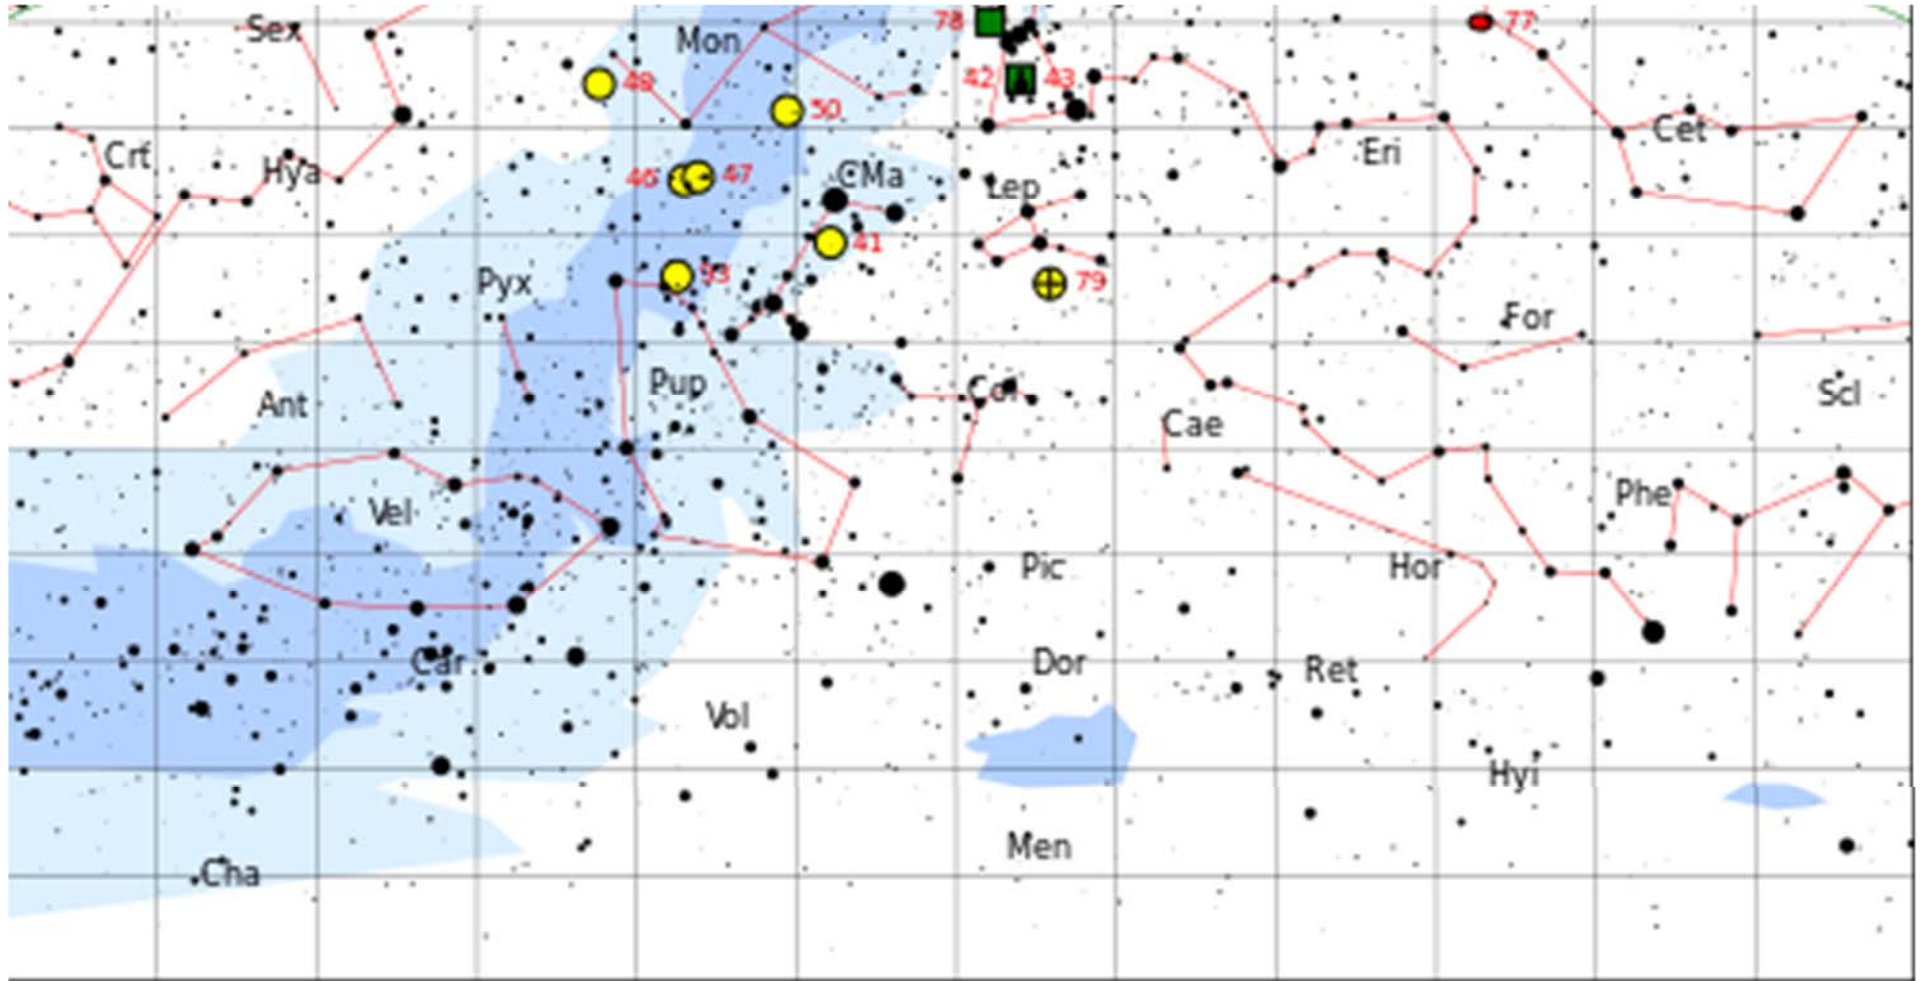 78
77
Sex
Mon
48
42
43
50
Crt
Hya
Eri
Cet
46
47
CMa
Lep
41
93
79
Pyx
For
Pup
Ant
Col
Cae
Scl
Vel
Phe
Pic
Hor
Car
Dor
Ret
Vol
Hyi
Men
Cha